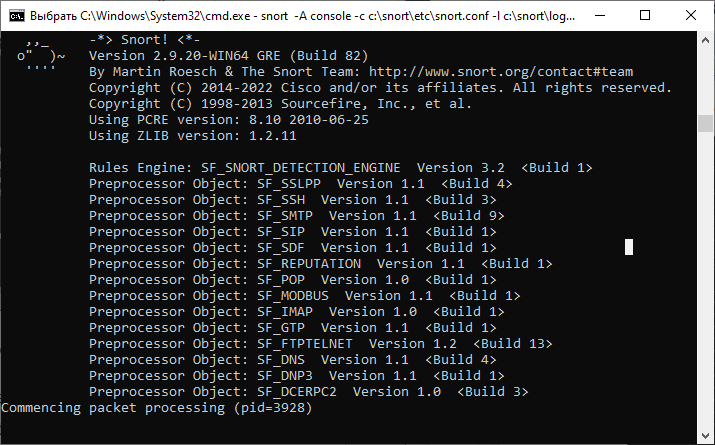 Выбрать C:\Windows\System32\cmd.exe - snort -A console -c c:\snort\etc\snort.conf -l c:\snort\log...
,,_ -*> Snort! <*-
o" )~ Version 2.9.20-WIN64 GRE (Build 82)
'''' By Martin Roesch & The Snort Team: http://www.snort.org/contact#team
Copyright (C) 2014-2022 Cisco and/or its affiliates. All rights reserved.
Copyright (C) 1998-2013 Sourcefire, Inc., et al.
Using PCRE version: 8.10 2010-06-25
Using ZLIB version: 1.2.11
Rules Engine: SF_SNORT_DETECTION_ENGINE Version 3.2 <Build 1>
Preprocessor Object: SF_SSLPP Version 1.1 <Build 4>
Preprocessor Object: SF_SSH Version 1.1 <Build 3>
Preprocessor Object: SF_SMTP Version 1.1 <Build 9>
Preprocessor Object: SF_SIP Version 1.1 <Build 1>
Preprocessor Object: SF_SDF Version 1.1 <Build 1>
Preprocessor Object: SF_REPUTATION Version 1.1 <Build 1>
Preprocessor Object: SF_POP Version 1.0 <Build 1>
Preprocessor Object: SF_MODBUS Version 1.1 <Build 1>
Preprocessor Object: SF_IMAP Version 1.0 <Build 1>
Preprocessor Object: SF_GTP Version 1.1 <Build 1>
Preprocessor Object: SF_FTPTELNET Version 1.2 <Build 13>
Preprocessor Object: SF_DNS Version 1.1 <Build 4>
Preprocessor Object: SF_DNP3 Version 1.1 <Build 1>
Preprocessor Object: SF_DCERPC2 Version 1.0 <Build 3>
Commencing packet processing (pid=3928)